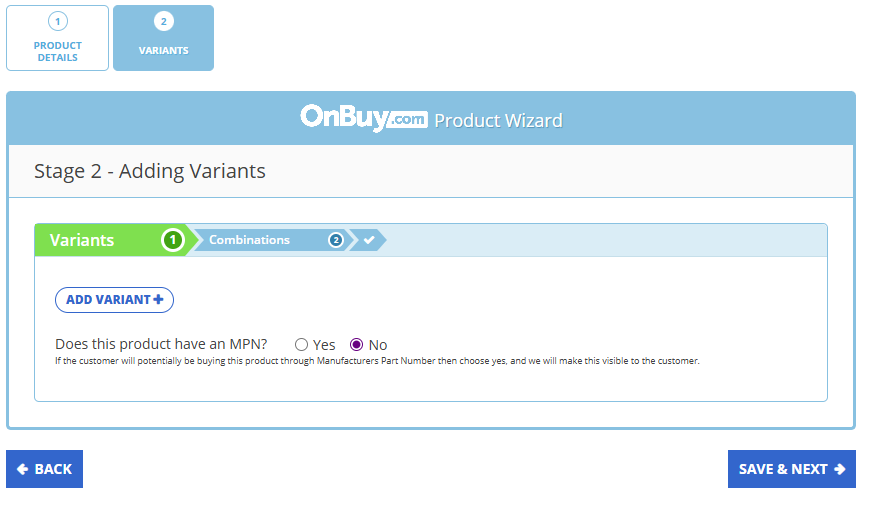 1
PRODUCT
DETAILS
2
VARIANTS
OnBuy.com Product Wizard
Stage 2 - Adding Variants
Variants 1 Combinations 2
ADD VARIANT
Does this product have an MPN? Yes No
If the customer will potentially be buying this product through Manufacturers Part Number then choose yes, and we will make this visible to the customer.
BACK SAVE & NEXT